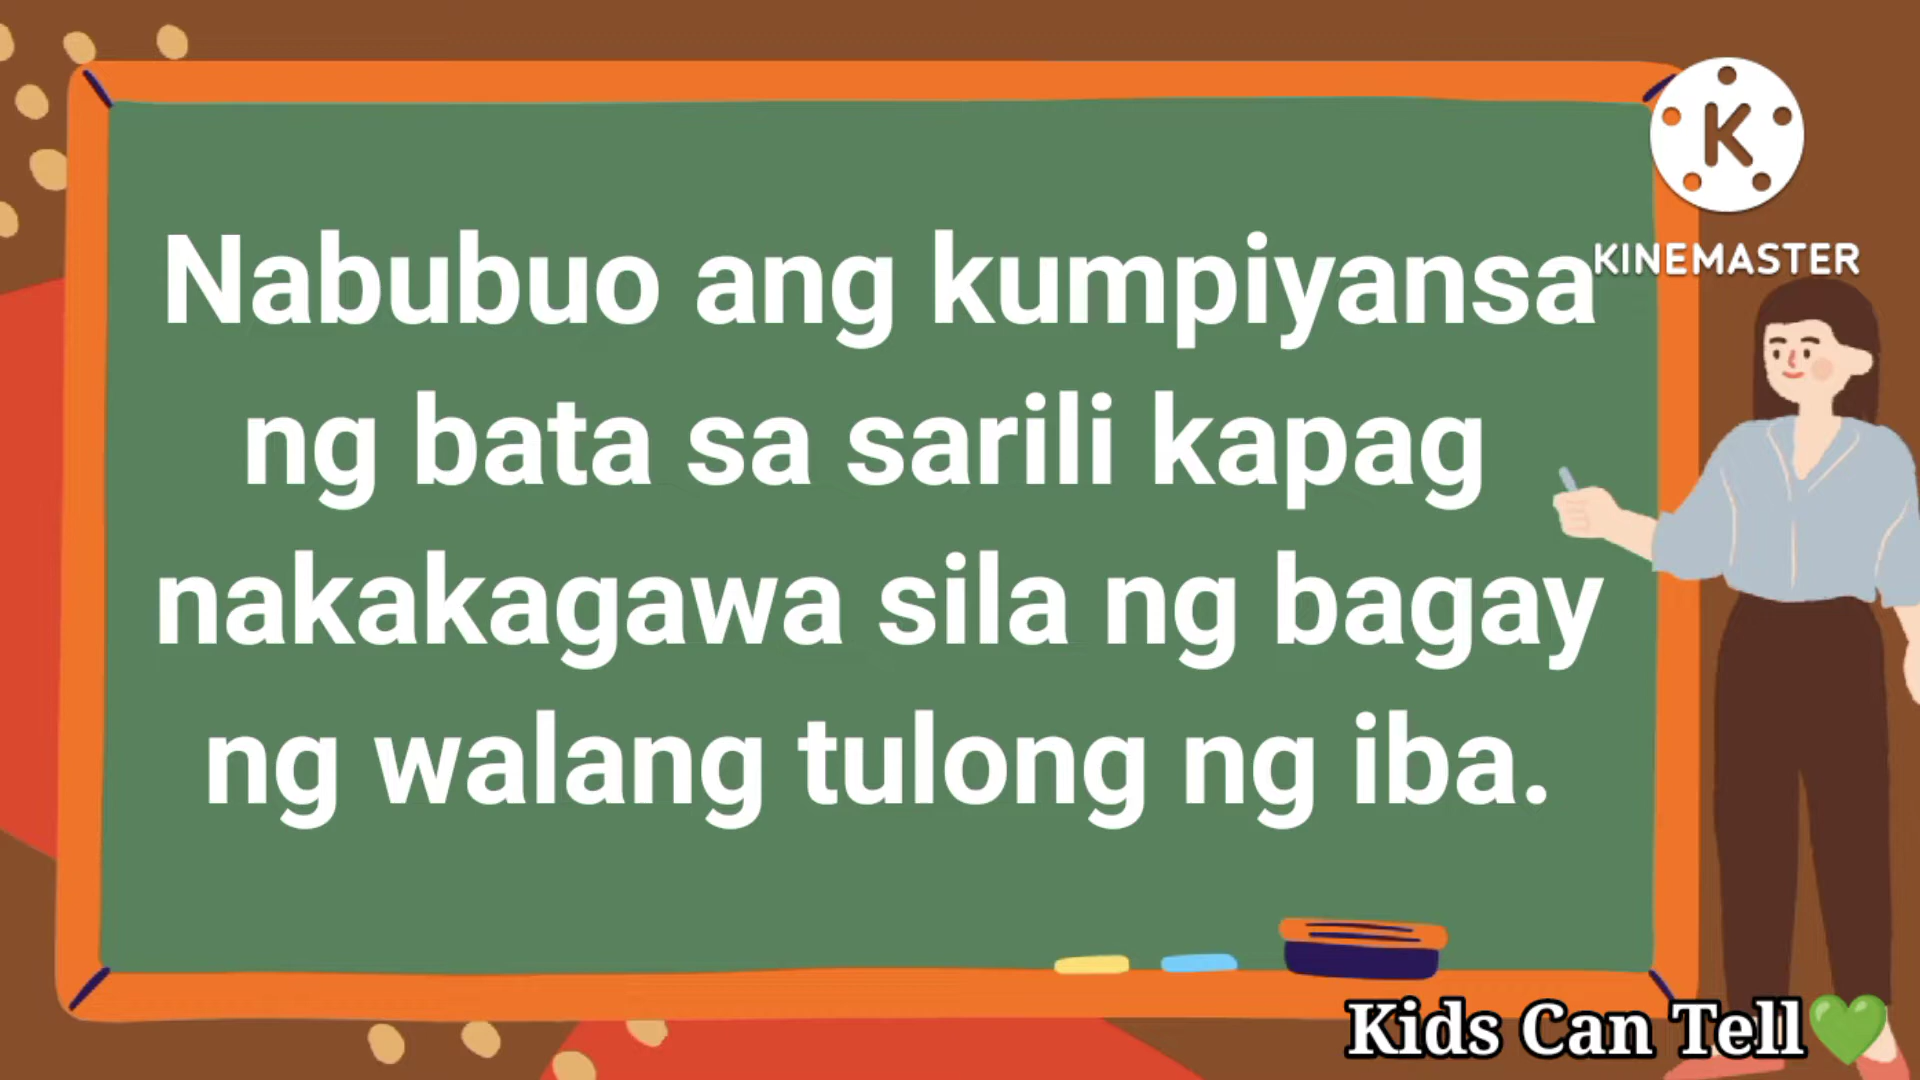 K
KINEMASTER
Nabubuo ang kumpiyansa
ng bata sa sarili kapag
nakakagawa sila ng bagay
ng walang tulong ng iba.
Kids Can Tell💚